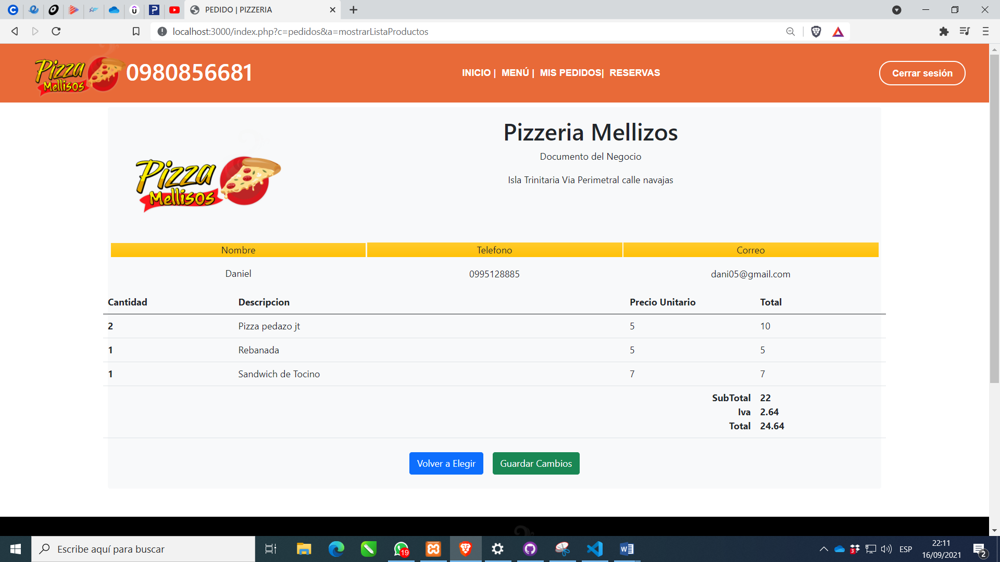 PEDIDO | PIZZERIA
localhost:3000/index.php?c=pedidos&a=mostrarListaProductos
Pizza
Mellisos
0980856681
INICIO | MENÚ | MIS PEDIDOS| RESERVAS
Cerrar sesión
Pizzeria Mellizos
Documento del Negocio
Isla Trinitaria Via Perimetral calle navajas
Pizza
Mellisos
Nombre Telefono Correo
Daniel 0995128885 dani05@gmail.com
Cantidad Descripcion Precio Unitario Total
2 Pizza pedazo jt 5 10
1 Rebanada 5 5
1 Sandwich de Tocino 7 7
SubTotal 22
Iva 2.64
Total 24.64
Volver a Elegir Guardar Cambios
Escribe aquí para buscar
19
3
ESP
22:11
16/09/2021
2